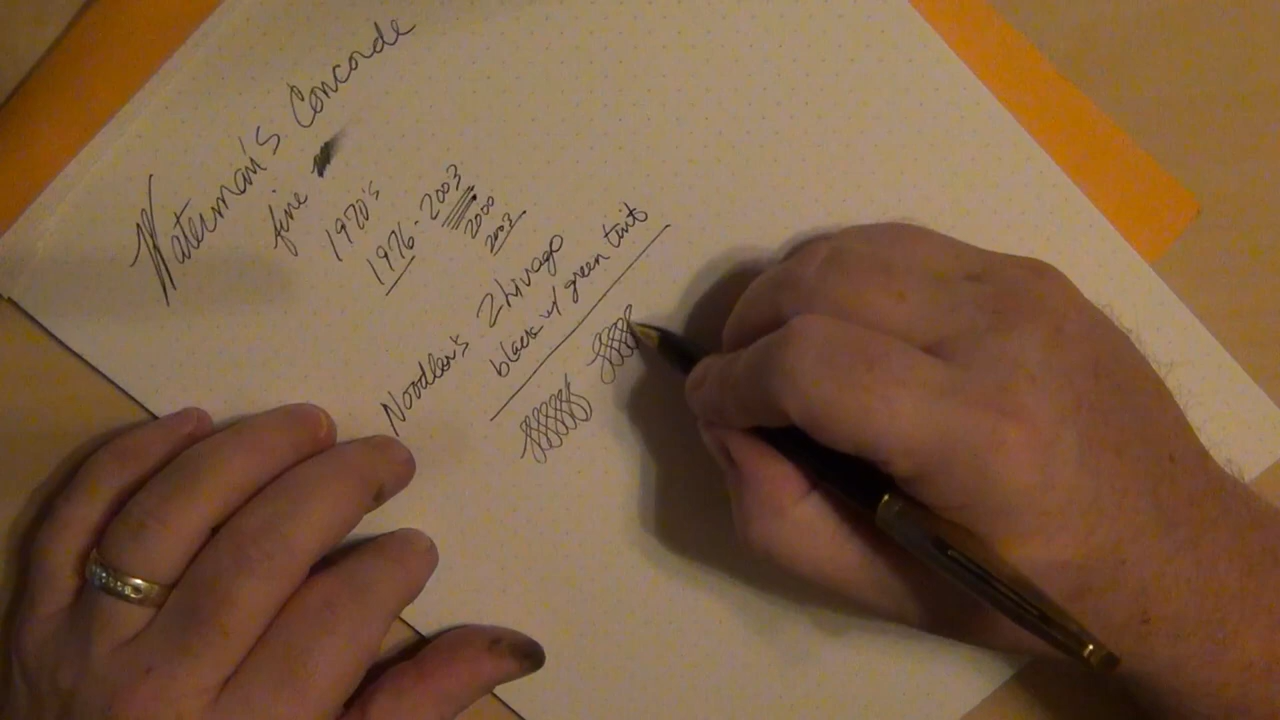 Waterman's Concorde
fine
1970's
1976-2003
2000
2003
Noodler's Zhivago
black w/ green tint